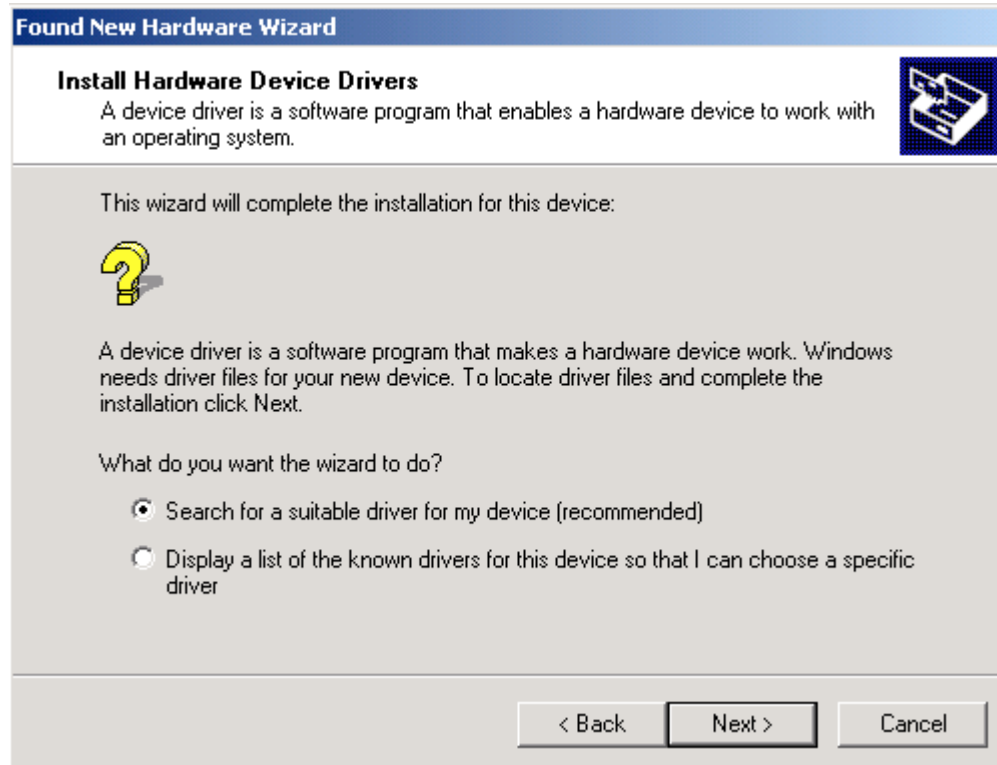 Found New Hardware Wizard
Install Hardware Device Drivers
A device driver is a software program that enables a hardware device to work with
an operating system.
This wizard will complete the installation for this device:
A device driver is a software program that makes a hardware device work. Windows
needs driver files for your new device. To locate driver files and complete the
installation click Next.
What do you want the wizard to do?
Search for a suitable driver for my device (recommended)
Display a list of the known drivers for this device so that I can choose a specific
driver
< Back Next > Cancel